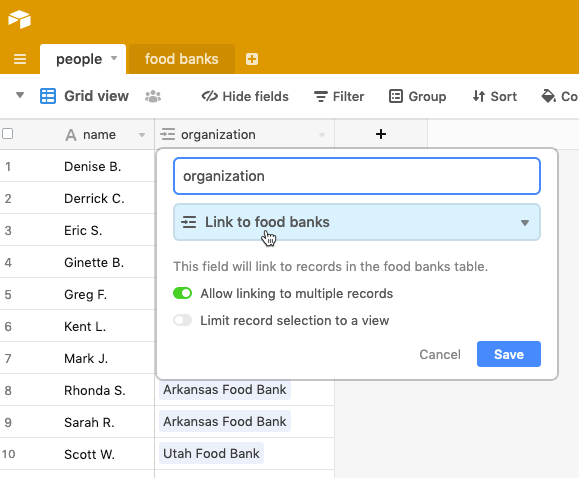 people food banks
Grid view Hide fields Filter Group Sort Co
A name organization +
organization
1 Denise B.
Link to food banks
2 Derrick C.
3 Eric S.
4 Ginette B.
This field will link to records in the food banks table.
5 Greg F.
Allow linking to multiple records
6 Kent L.
Limit record selection to a view
7 Mark J.
Cancel Save
8 Rhonda S. Arkansas Food Bank
9 Sarah R. Arkansas Food Bank
10 Scott W. Utah Food Bank